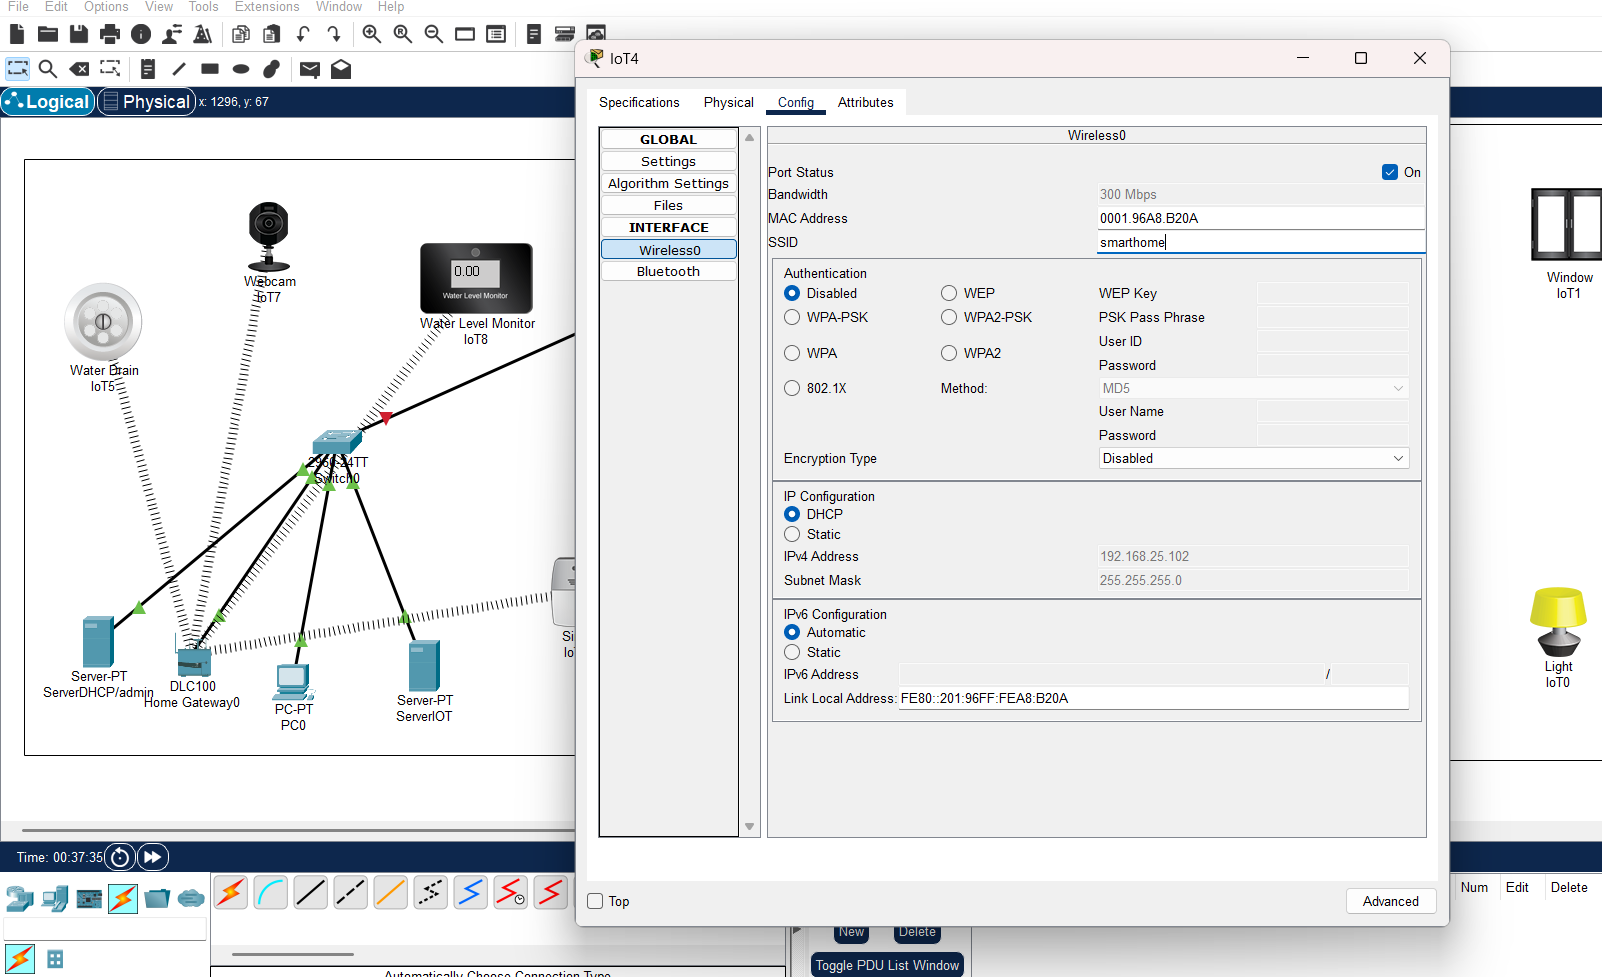 File Edit Options View Tools Extensions Window Help
Logical Physical x: 1296, y: 67
IoT4
Specifications Physical Config Attributes
GLOBAL
Settings
Algorithm Settings
Files
INTERFACE
Wireless0
Bluetooth
Wireless0
Port Status On
Bandwidth 300 Mbps
MAC Address 0001.96A8.B20A
SSID smarthome
Authentication
Disabled WEP WEP Key
WPA-PSK WPA2-PSK PSK Pass Phrase
User ID
WPA WPA2
Password
802.1X Method: MD5
User Name
Password
Encryption Type Disabled
IP Configuration
DHCP
Static
IPv4 Address 192.168.25.102
Subnet Mask 255.255.255.0
IPv6 Configuration
Automatic
Static
IPv6 Address /
Link Local Address: FE80::201:96FF:FEA8:B20A
Top Advanced
Webcam
IoT7
0.00
Water Level Monitor
Water Level Monitor
IoT8
Water Drain
IoT5
2960-24TT
Switch0
Server-PT
ServerDHCP/admin
DLC100
Home Gateway0
PC-PT
PC0
Server-PT
ServerIOT
Window
IoT1
Light
IoT0
Time: 00:37:35
Num Edit Delete
New Delete
Toggle PDU List Window
Automatically Choose Connection Type